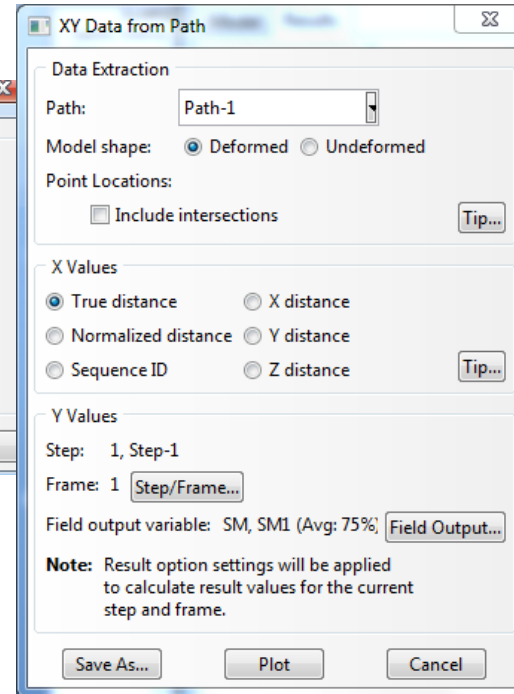 XY Data from Path
Data Extraction
Path: Path-1
Model shape: Deformed Undeformed
Point Locations:
Include intersections Tip...
X Values
True distance X distance
Normalized distance Y distance
Sequence ID Z distance Tip...
Y Values
Step: 1, Step-1
Frame: 1 Step/Frame...
Field output variable: SM, SM1 (Avg: 75%) Field Output...
Note: Result option settings will be applied
to calculate result values for the current
step and frame.
Save As... Plot Cancel